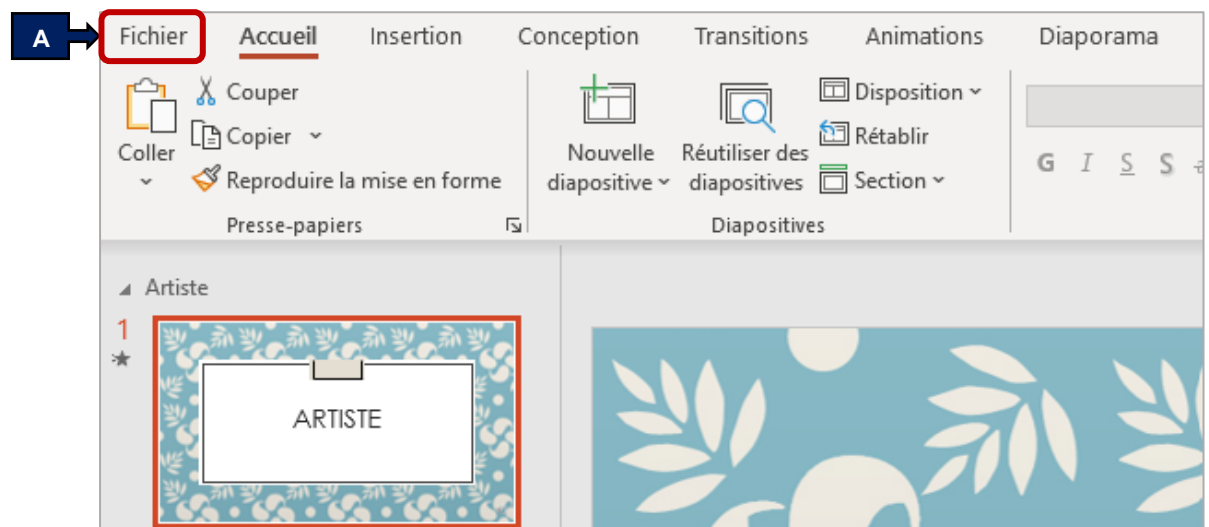 A
Fichier Accueil Insertion Conception Transitions Animations Diaporama
Coller
Couper
Copier
Reproduire la mise en forme
Presse-papiers
Nouvelle
diapositive
Réutiliser des
diapositives
Disposition
Rétablir
Section
Diapositives
G I S S
Artiste
1
ARTISTE